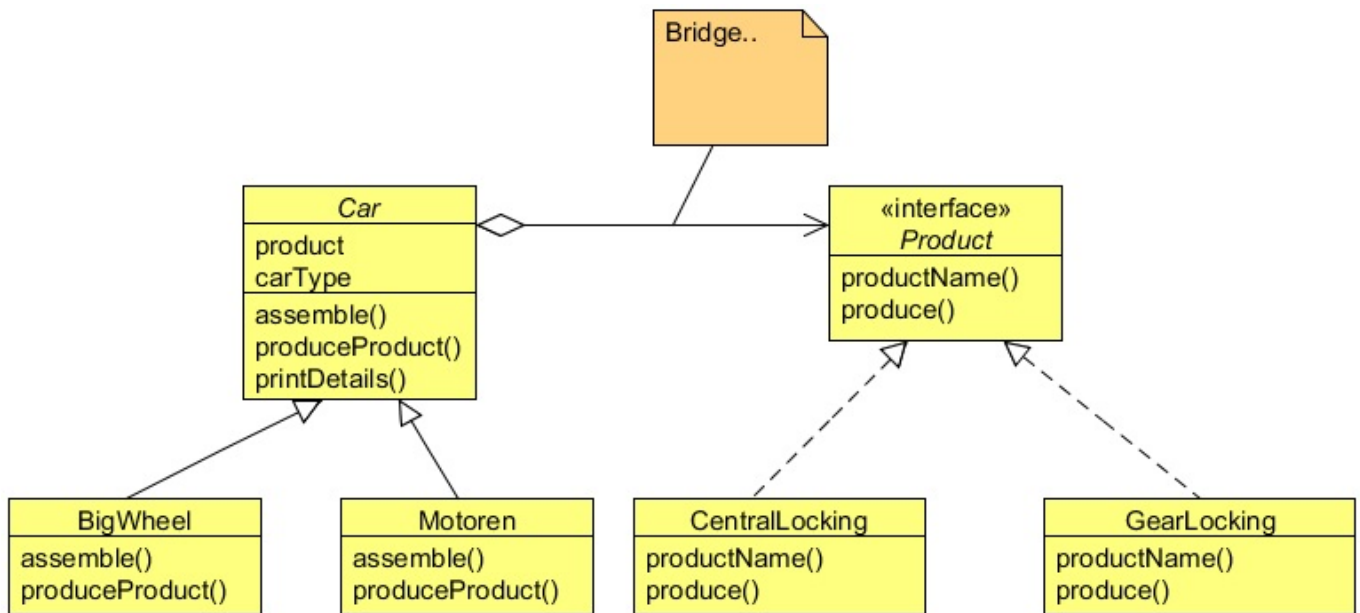 Bridge..
Car
product
carType
assemble()
produceProduct()
printDetails()
«interface»
Product
productName()
produce()
BigWheel
assemble()
produceProduct()
Motoren
assemble()
produceProduct()
CentralLocking
productName()
produce()
GearLocking
productName()
produce()